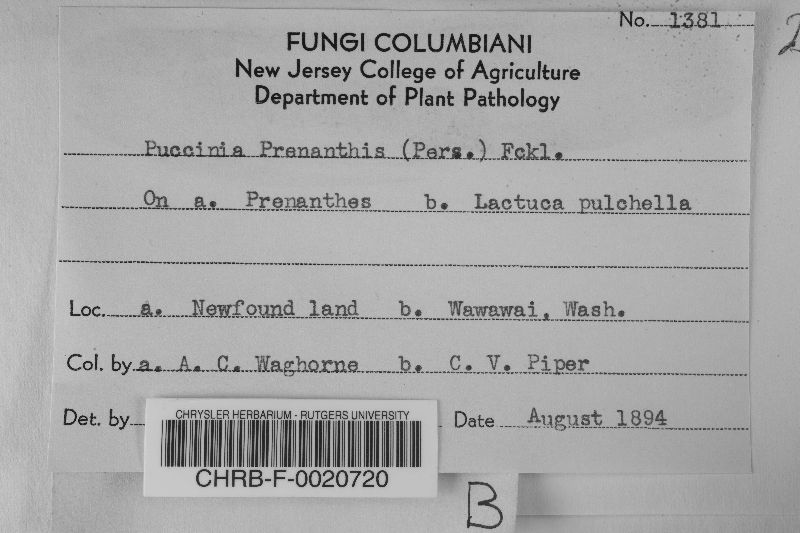 No. 1381
FUNGI COLUMBIANI
New Jersey College of Agriculture
Department of Plant Pathology
Puccinia Prenanthis (Pers.) Fckl.
On a. Prenanthes b. Lactuca pulchella
Loc. a. Newfound land b. Wawawai, Wash.
Col. by a. A. C. Waghorne b. C. V. Piper
Det. by
Date August 1894
CHRYSLER HERBARIUM - RUTGERS UNIVERSITY
CHRB-F-0020720
B